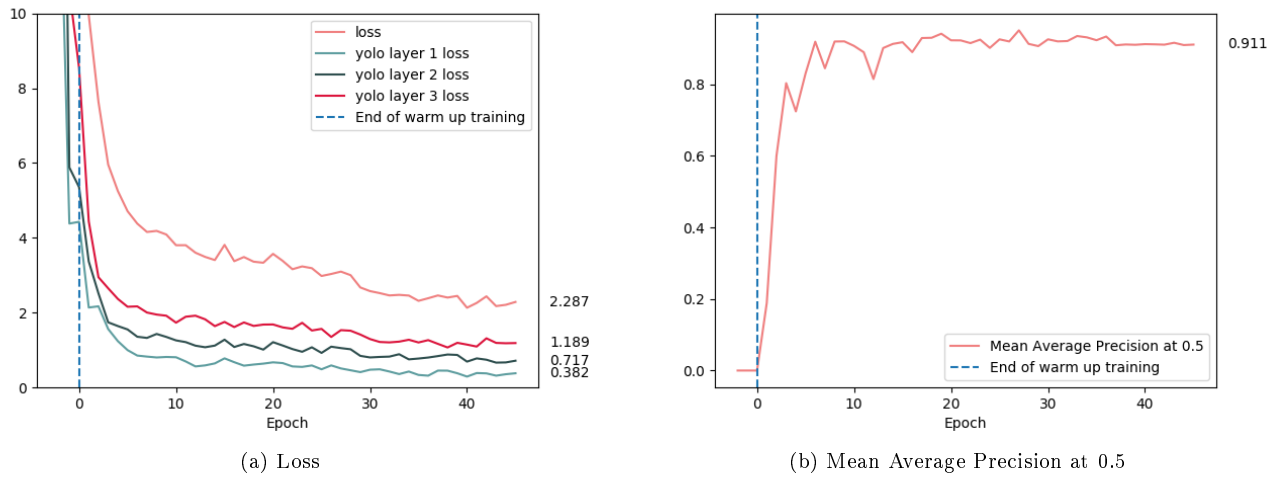 10
8
6
4
2
0
loss
yolo layer 1 loss
yolo layer 2 loss
yolo layer 3 loss
End of warm up training
2.287
1.189
0.717
0.382
0 10 20 30 40
Epoch
(a) Loss
0.8
0.6
0.4
0.2
0.0
0.911
Mean Average Precision at 0.5
End of warm up training
0 10 20 30 40
Epoch
(b) Mean Average Precision at 0.5